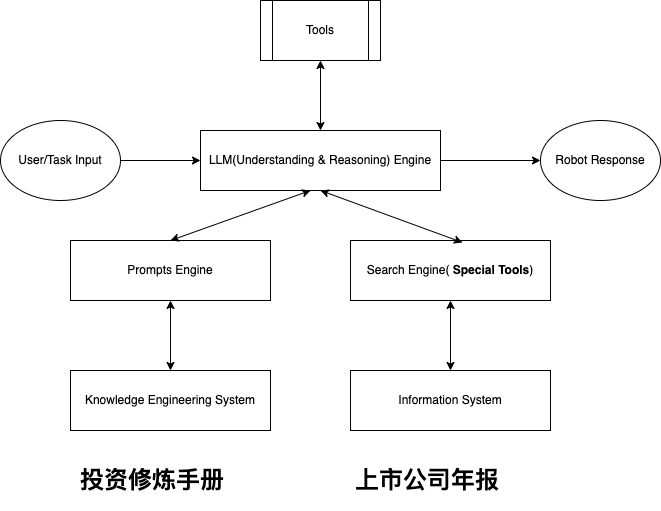 Tools
User/Task Input
LLM(Understanding & Reasoning) Engine
Robot Response
Prompts Engine
Search Engine( Special Tools)
Knowledge Engineering System
Information System
投资修炼手册
上市公司年报